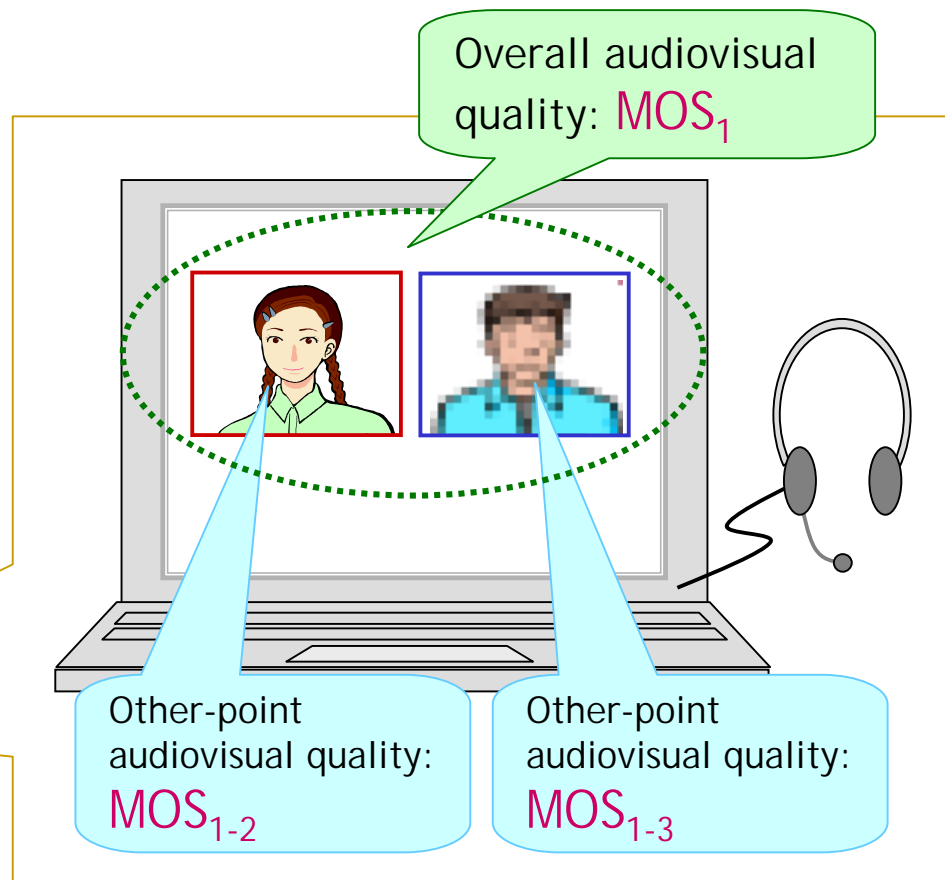 Overall audiovisual
quality: MOS₁
Other-point
audiovisual quality:
MOS₁₋₂
Other-point
audiovisual quality:
MOS₁₋₃